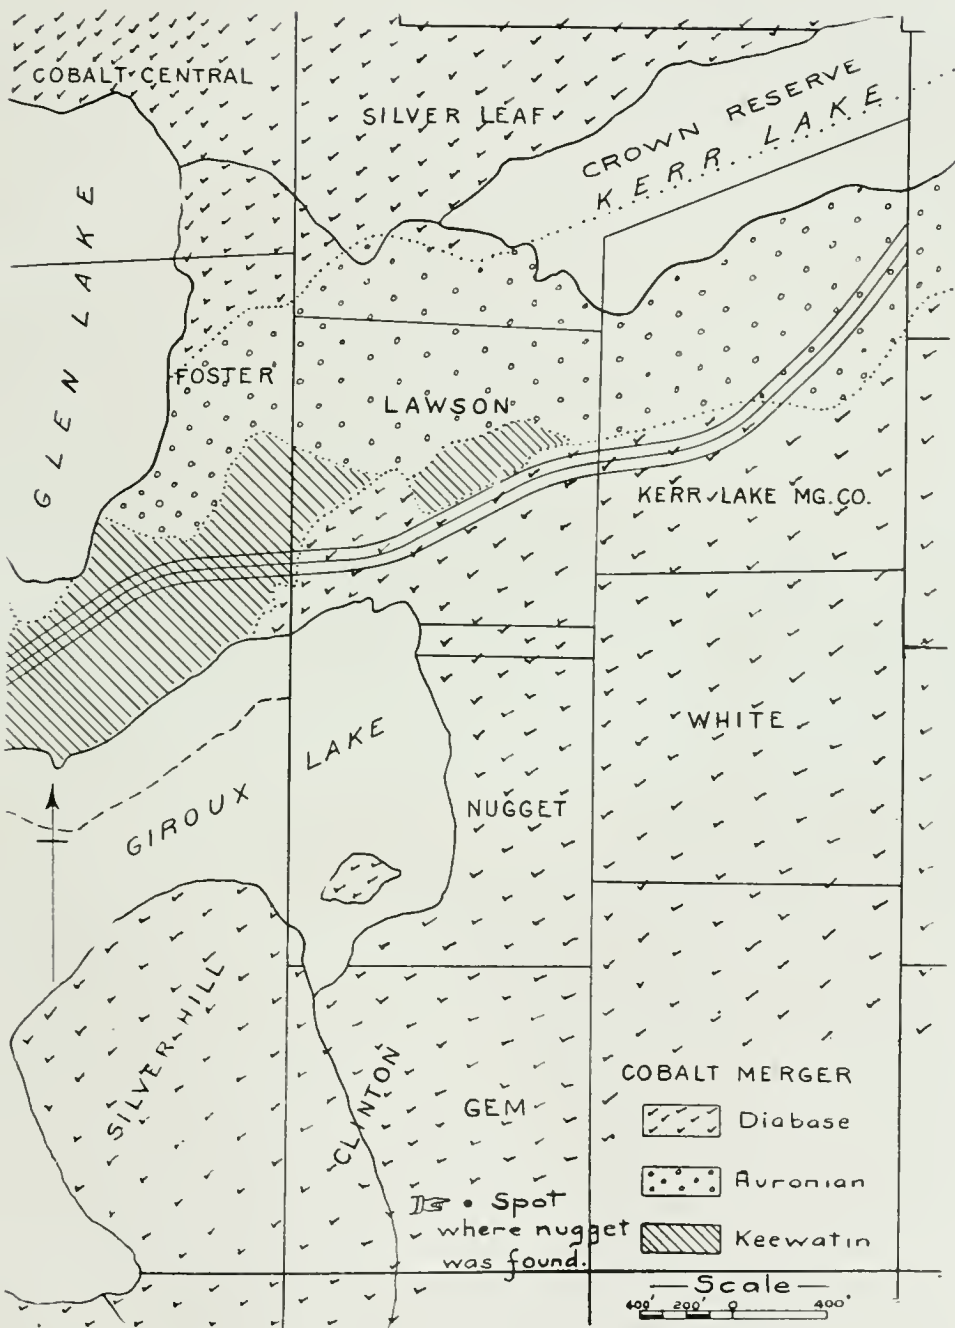 COBALT CENTRAL
SILVER LEAF
CROWN RESERVE
KERR LAKE
GLEN LAKE
FOSTER
LAWSON
KERR LAKE MG. CO.
WHITE
GIROUX LAKE
NUGGET
SILVER HILL
CLINTON
GEM
COBALT MERGER
Diabase
Huronian
Keewatin
Spot
where nugget
was found.
Scale
400' 200' 0 400'